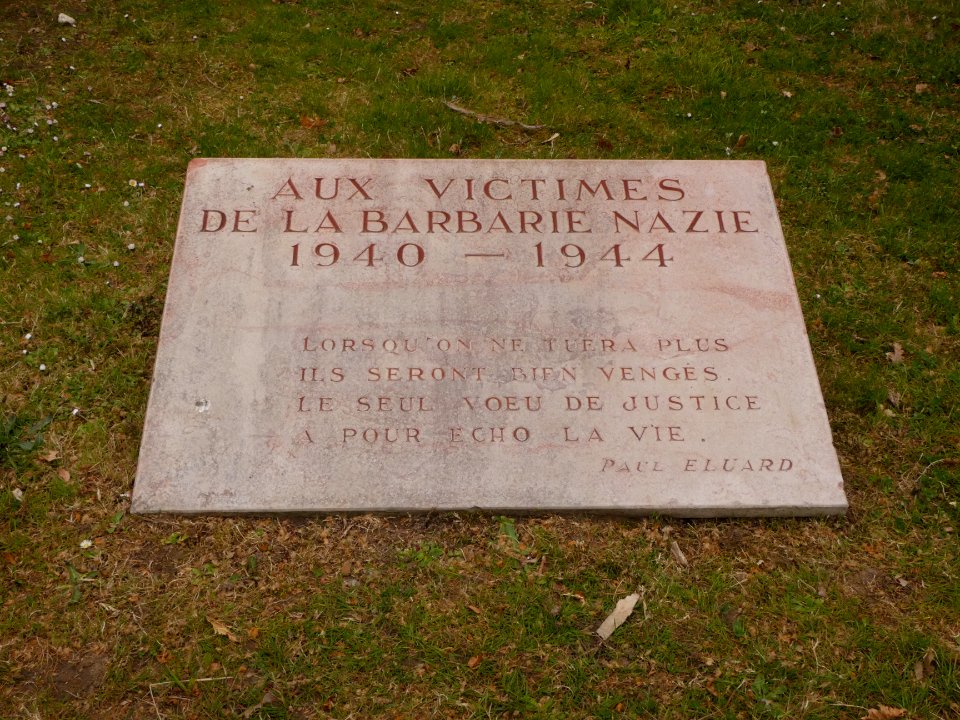 AUX VICTIMES
DE LA BARBARIE NAZIE
1940 — 1944
LORSQU'ON NE TUERA PLUS
ILS SERONT BIEN VENGÉS.
LE SEUL VOEU DE JUSTICE
A POUR ECHO LA VIE.
PAUL ELUARD